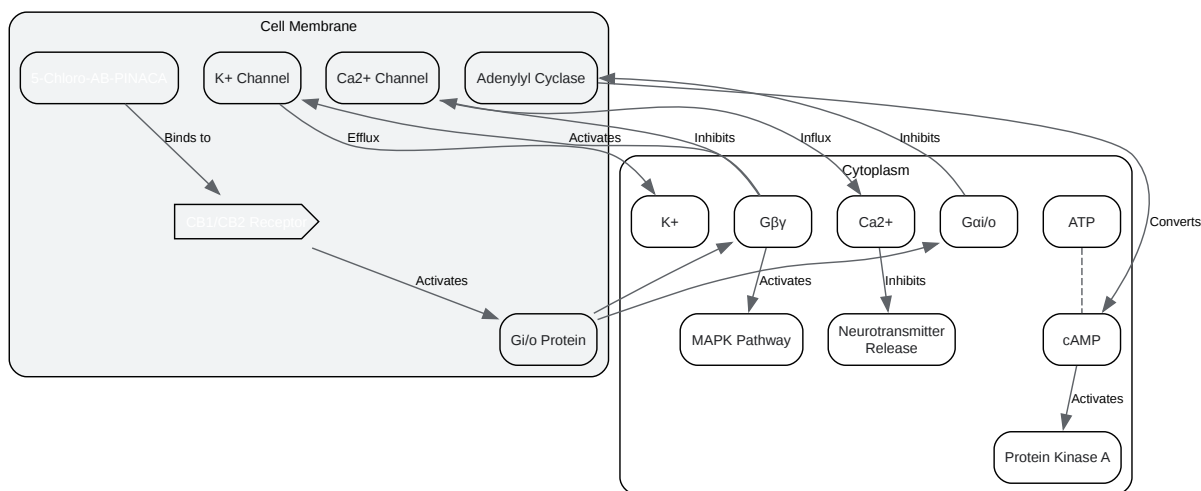 Cell Membrane
5-Chloro-AB-PINACA
K+ Channel
Ca2+ Channel
Adenylyl Cyclase
Binds to
Efflux
Activates
Inhibits
Influx
Inhibits
Cytoplasm
CB1/CB2 Receptor
K+
Gβγ
Ca2+
Gαi/o
ATP
Converts
Activates
Activates
Inhibits
Gi/o Protein
MAPK Pathway
Neurotransmitter
Release
cAMP
Activates
Protein Kinase A